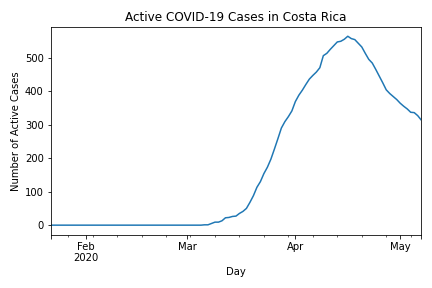 Active COVID-19 Cases in Costa Rica
Number of Active Cases
500
400
300
200
100
0
Feb
2020
Mar
Apr
May
Day